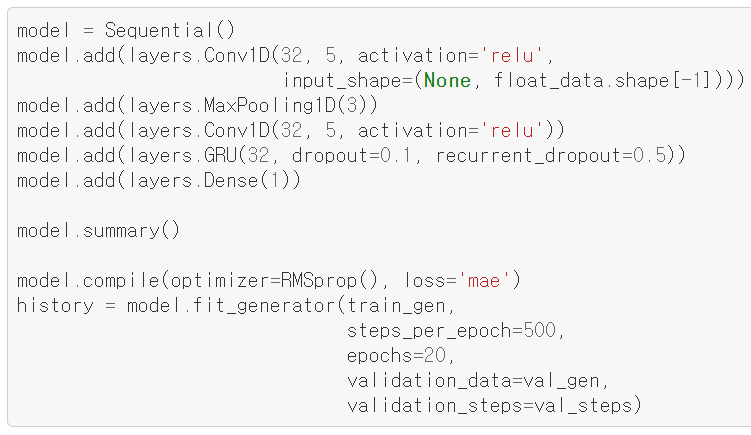 model = Sequential()
model.add(layers.Conv1D(32, 5, activation='relu',
                        input_shape=(None, float_data.shape[-1])))
model.add(layers.MaxPooling1D(3))
model.add(layers.Conv1D(32, 5, activation='relu'))
model.add(layers.GRU(32, dropout=0.1, recurrent_dropout=0.5))
model.add(layers.Dense(1))

model.summary()

model.compile(optimizer=RMSprop(), loss='mae')
history = model.fit_generator(train_gen,
                              steps_per_epoch=500,
                              epochs=20,
                              validation_data=val_gen,
                              validation_steps=val_steps)